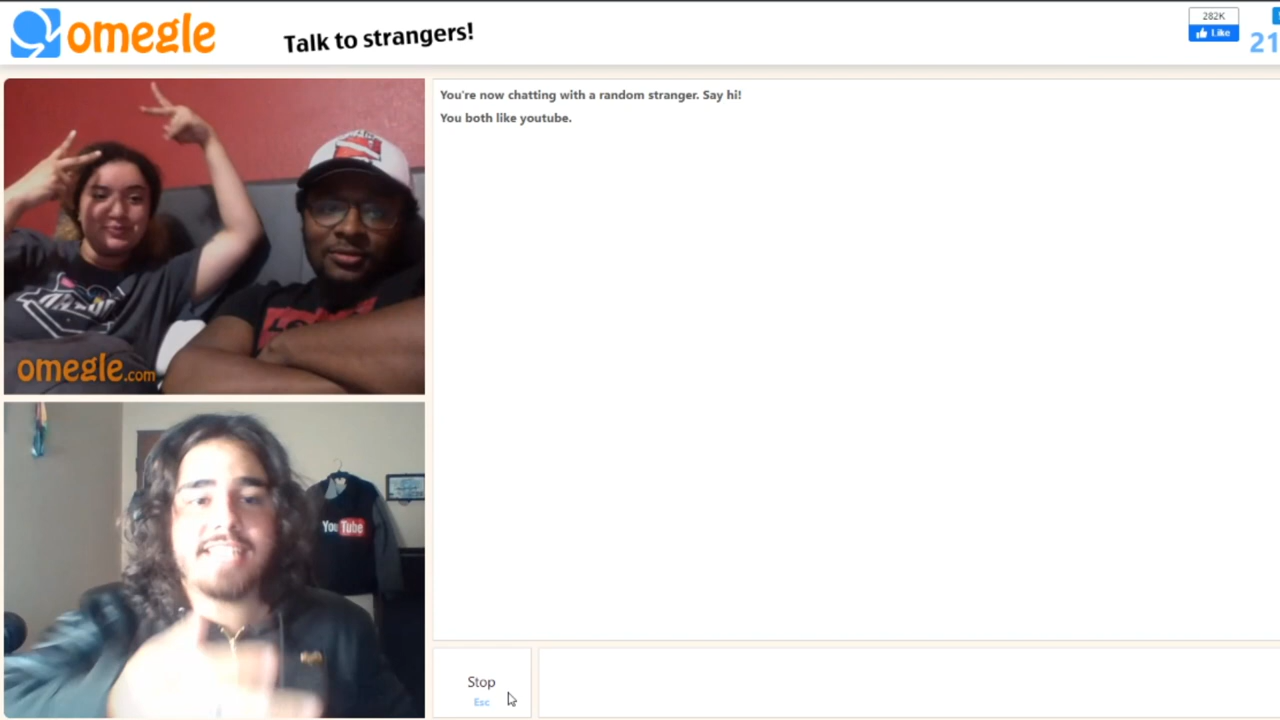 omegle
Talk to strangers!
282K
Like
21
You're now chatting with a random stranger. Say hi!
You both like youtube.
omegle.com
YouTube
Stop
Esc